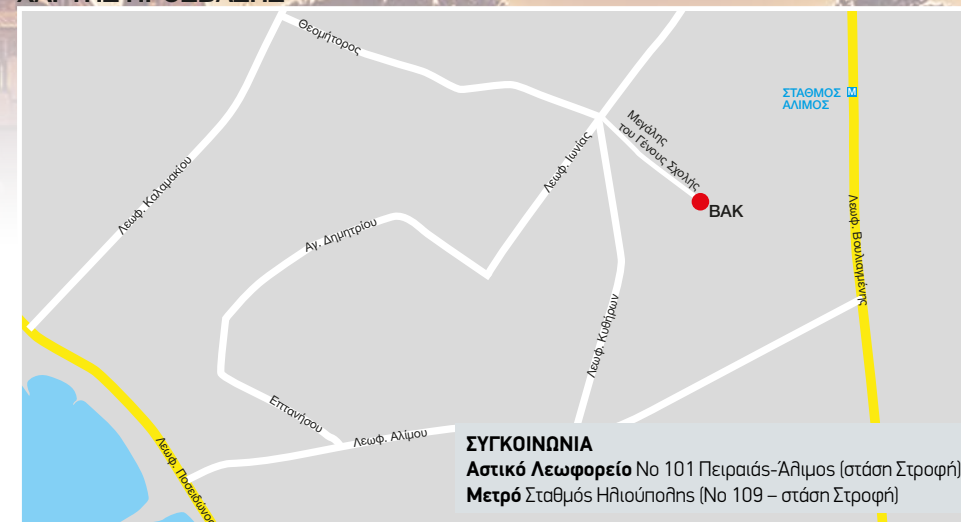 Θεομήτορος
ΣΤΑΘΜΟΣ Μ
ΑΛΙΜΟΣ
Μεγάλης
του Γένους Σχολής
Λεωφ. Ιωνίας
Λεωφ. Καλαμακίου
ΒΑΚ
Λεωφ. Βουλιαγμένης
Αγ. Δημητρίου
Λεωφ. Κυθήρων
Επτανήσου
Λεωφ. Αλίμου
Λεωφ. Ποσειδώνος
ΣΥΓΚΟΙΝΩΝΙΑ
Αστικό Λεωφορείο Νο 101 Πειραιάς-Άλιμος (στάση Στροφή)
Μετρό Σταθμός Ηλιούπολης (Νο 109 – στάση Στροφή)